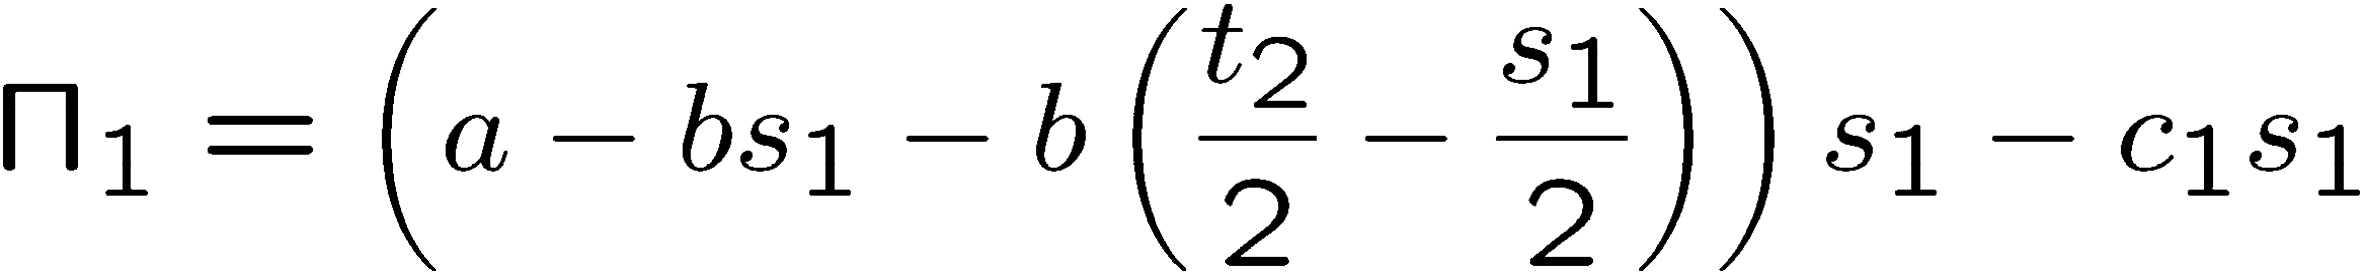 Π₁ = (a − bs₁ − b(t₂/2 − s₁/2)) s₁ − c₁s₁